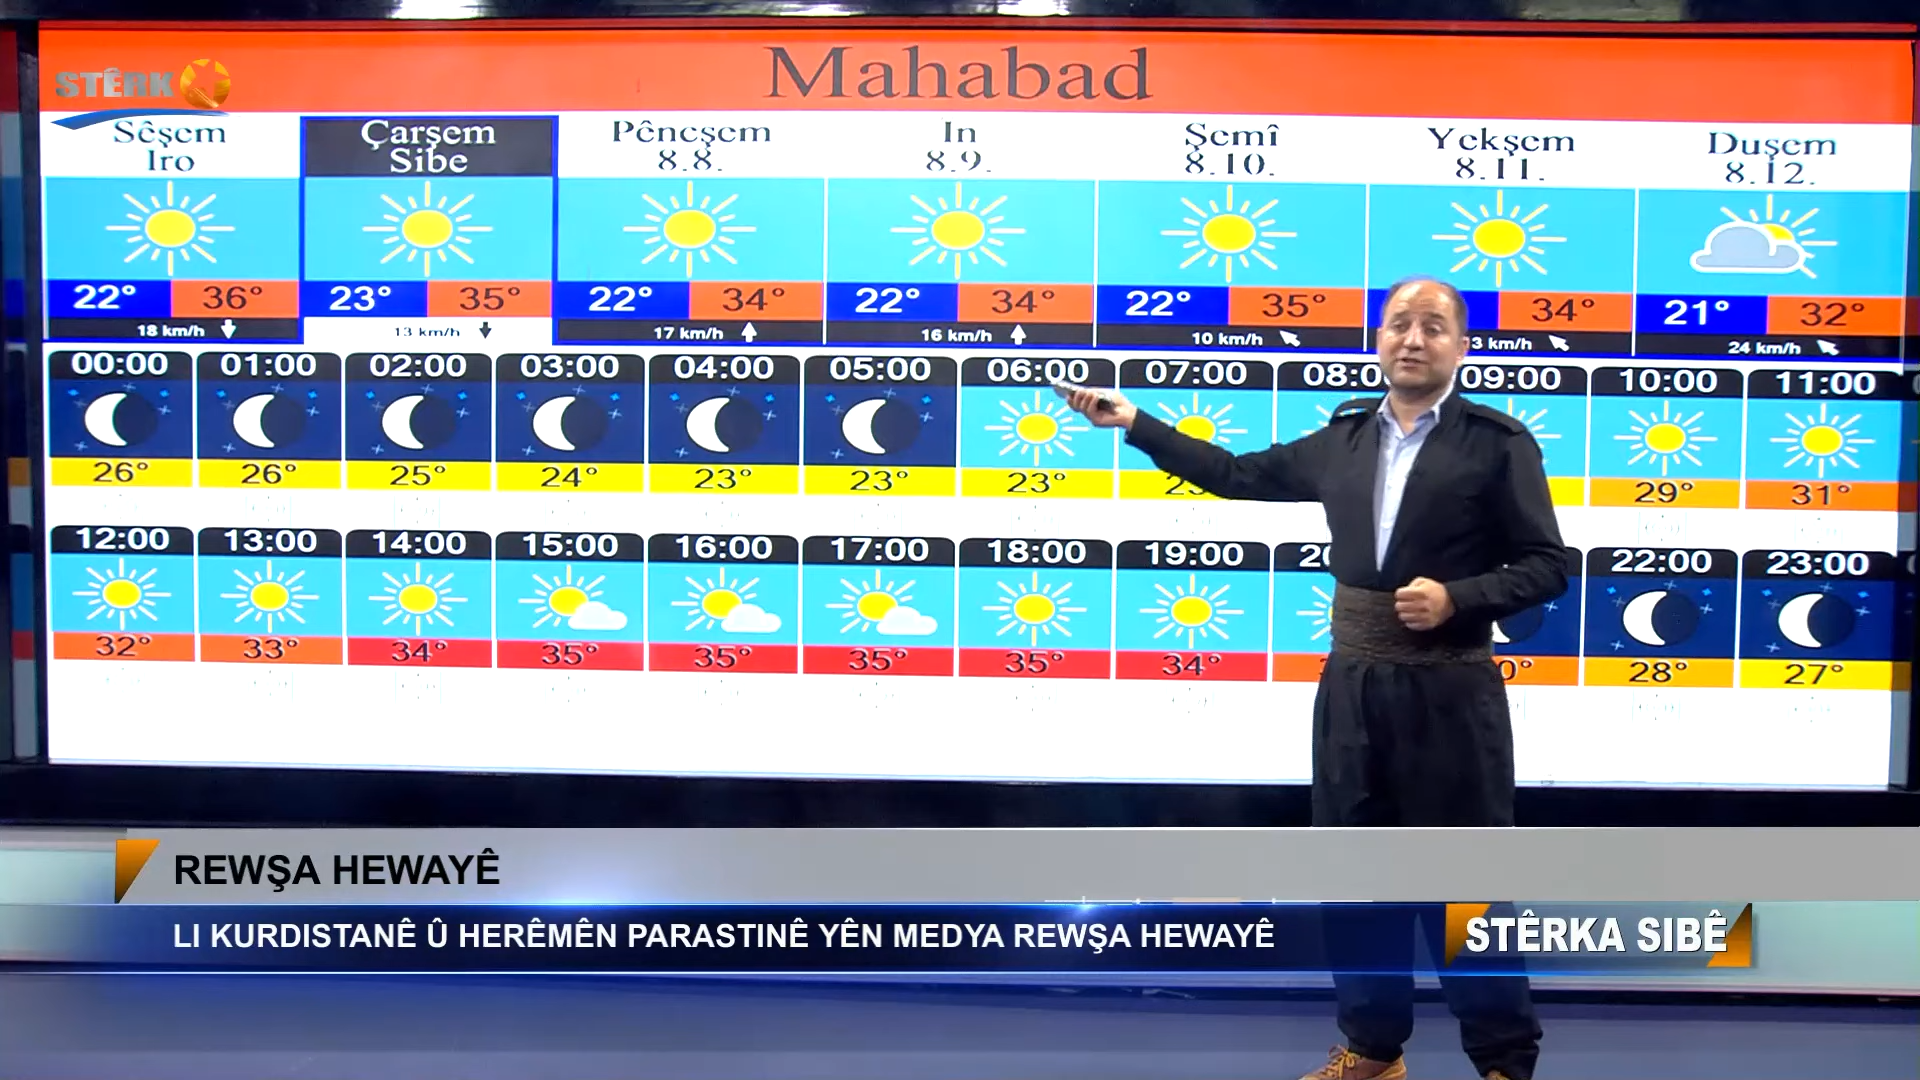 Mahabad
STÊRK
Sêşem Çarşem Pêncşem In Şemî Yekşem Duşem
Iro Sibe 8.8. 8.9. 8.10. 8.11. 8.12.
22° 36° 23° 35° 22° 34° 22° 34° 22° 35° 34° 21° 32°
18 km/h 13 km/h 17 km/h 16 km/h 10 km/h 3 km/h 24 km/h
00:00 01:00 02:00 03:00 04:00 05:00 06:00 07:00 08:0 09:00 10:00 11:00
26° 26° 25° 24° 23° 23° 23° 29° 31°
12:00 13:00 14:00 15:00 16:00 17:00 18:00 19:00 20 22:00 23:00
32° 33° 34° 35° 35° 35° 35° 34° 0° 28° 27°
REWŞA HEWAYÊ
LI KURDISTANÊ Û HERÊMÊN PARASTINÊ YÊN MEDYA REWŞA HEWAYÊ
STÊRKA SIBÊ